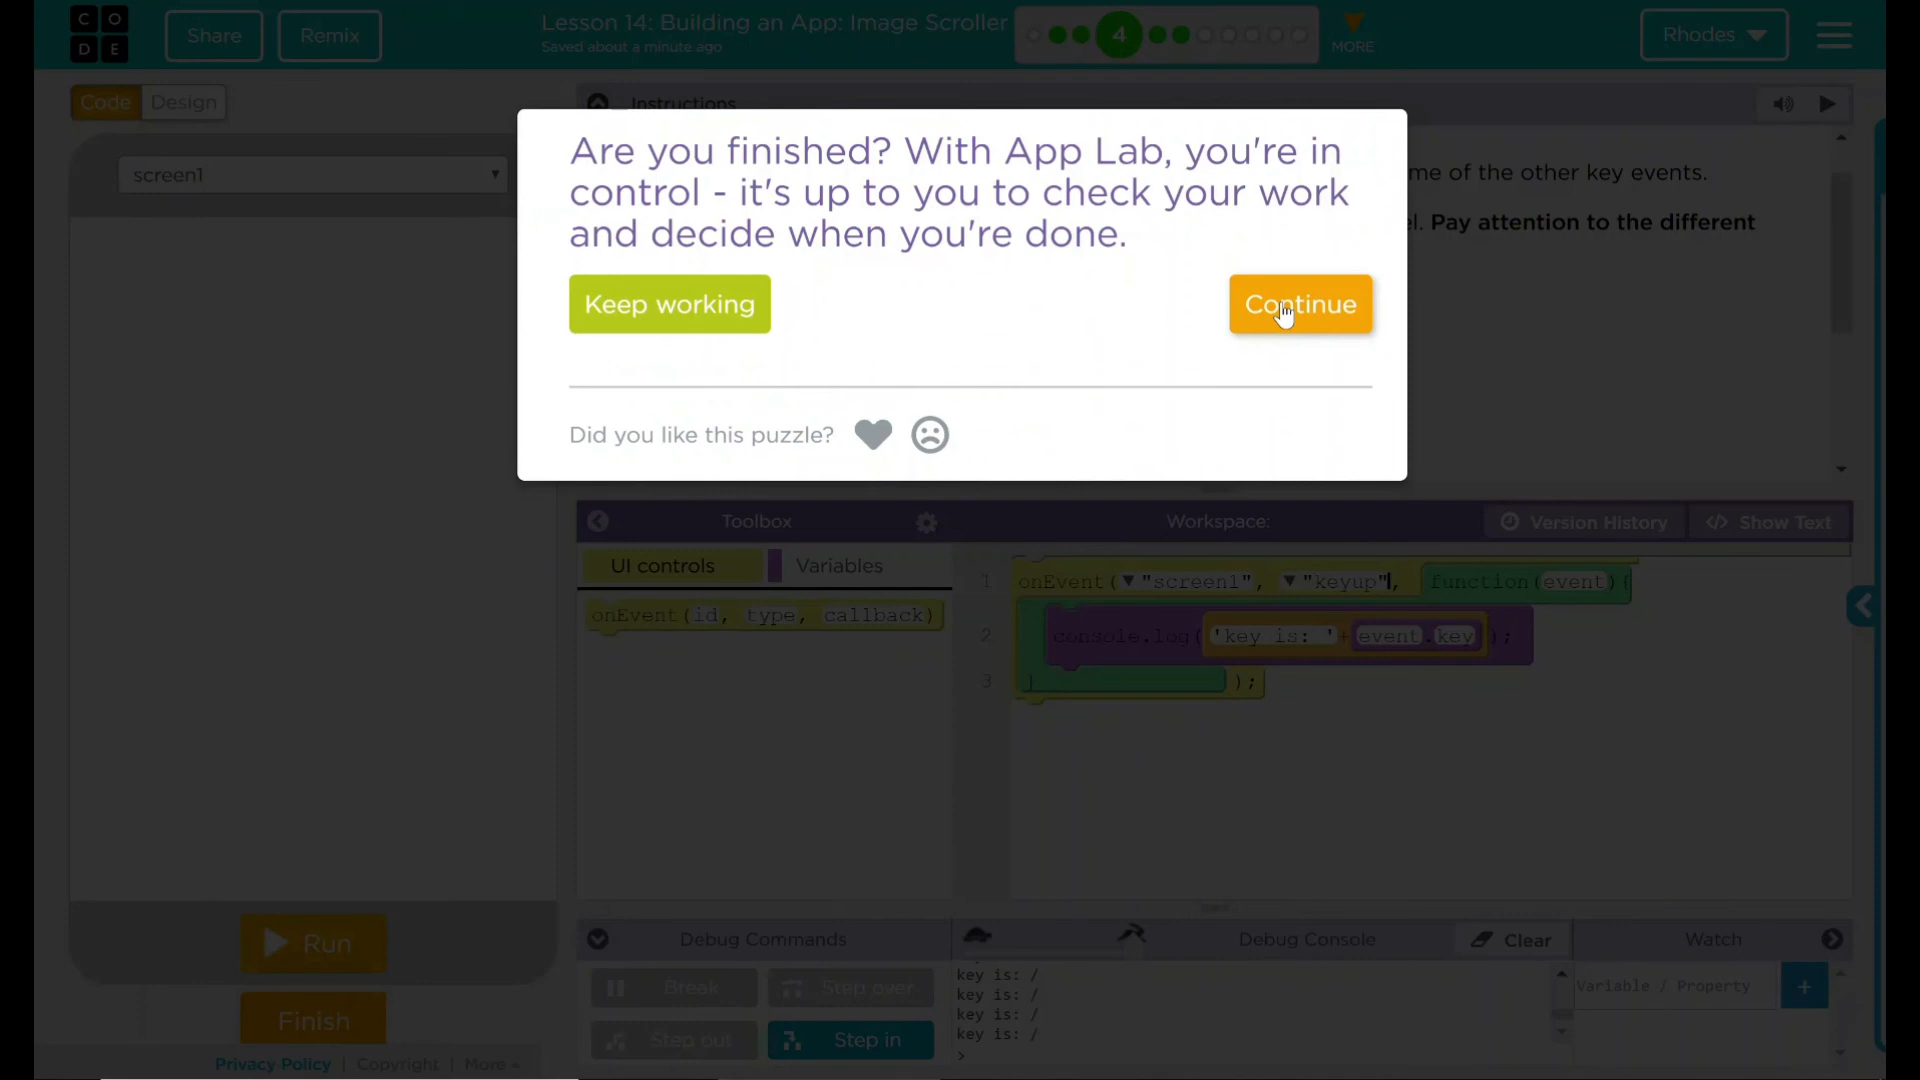 C O
D E
Share
Remix
Lesson 14: Building an App: Image Scroller
Saved about a minute ago
4
MORE
Rhodes
Code
Design
Instructions
screen1
Are you finished? With App Lab, you're in
control - it's up to you to check your work
and decide when you're done.
Keep working
Continue
Did you like this puzzle?
me of the other key events.
el. Pay attention to the different
Toolbox
Workspace:
Version History
</> Show Text
UI controls
Variables
onEvent(id, type, callback)
1 onEvent( "screen1", "keyup", function(event){
2 console.log( 'key is: '+ event.key );
3 } );
Run
Finish
Debug Commands
Debug Console
Clear
Watch
Break
Step over
Step out
Step in
key is: /
key is: /
key is: /
key is: /
>
Variable / Property
+
Privacy Policy | Copyright | More